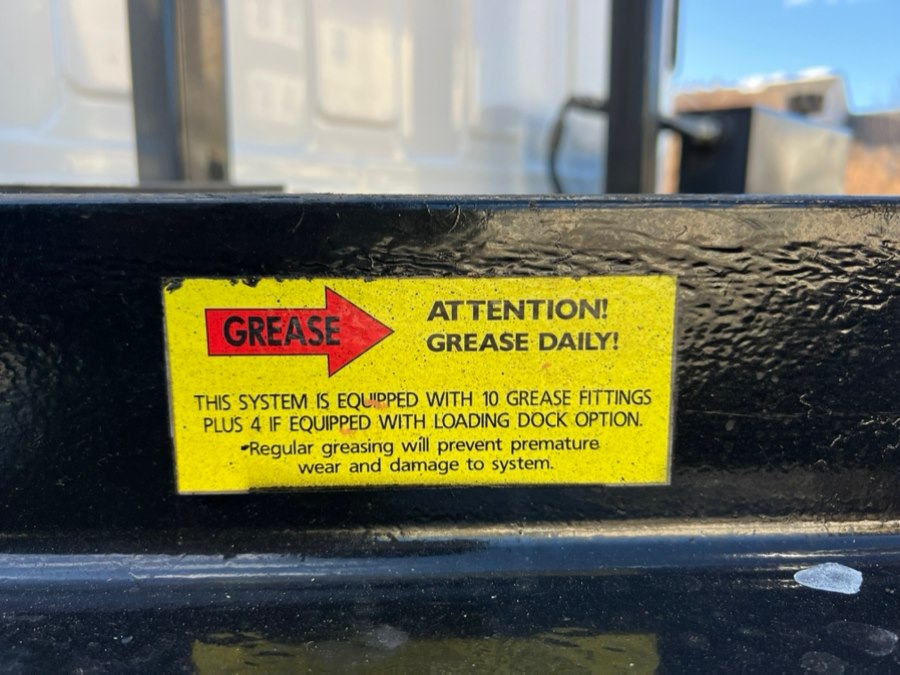 GREASE
ATTENTION!
GREASE DAILY!
THIS SYSTEM IS EQUIPPED WITH 10 GREASE FITTINGS
PLUS 4 IF EQUIPPED WITH LOADING DOCK OPTION.
•Regular greasing will prevent premature
wear and damage to system.